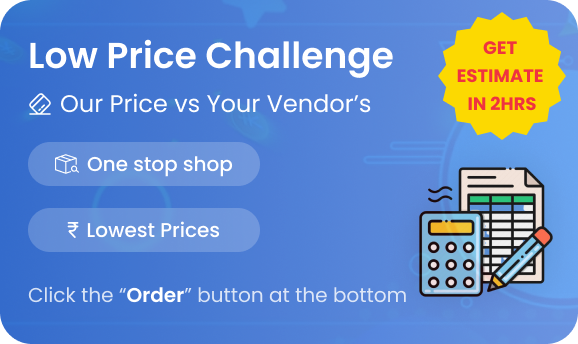 Low Price Challenge
GET
ESTIMATE
IN 2HRS
Our Price vs Your Vendor’s
One stop shop
₹ Lowest Prices
Click the “Order” button at the bottom